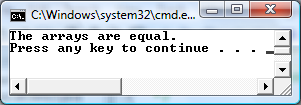 C:\Windows\system32\cmd.e...
The arrays are equal.
Press any key to continue . . .